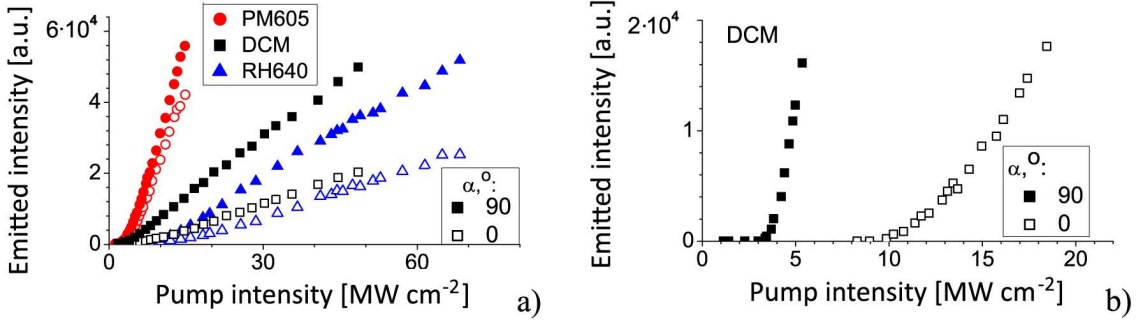 Emitted intensity [a.u.]
6·10⁴
4
2
0
PM605
DCM
RH640
α,°:
90
0
0 30 60
Pump intensity [MW cm⁻²]
a)
Emitted intensity [a.u.]
2·10⁴
1·10⁴
0
DCM
α,°:
90
0
0 5 10 15 20
Pump intensity [MW cm⁻²]
b)